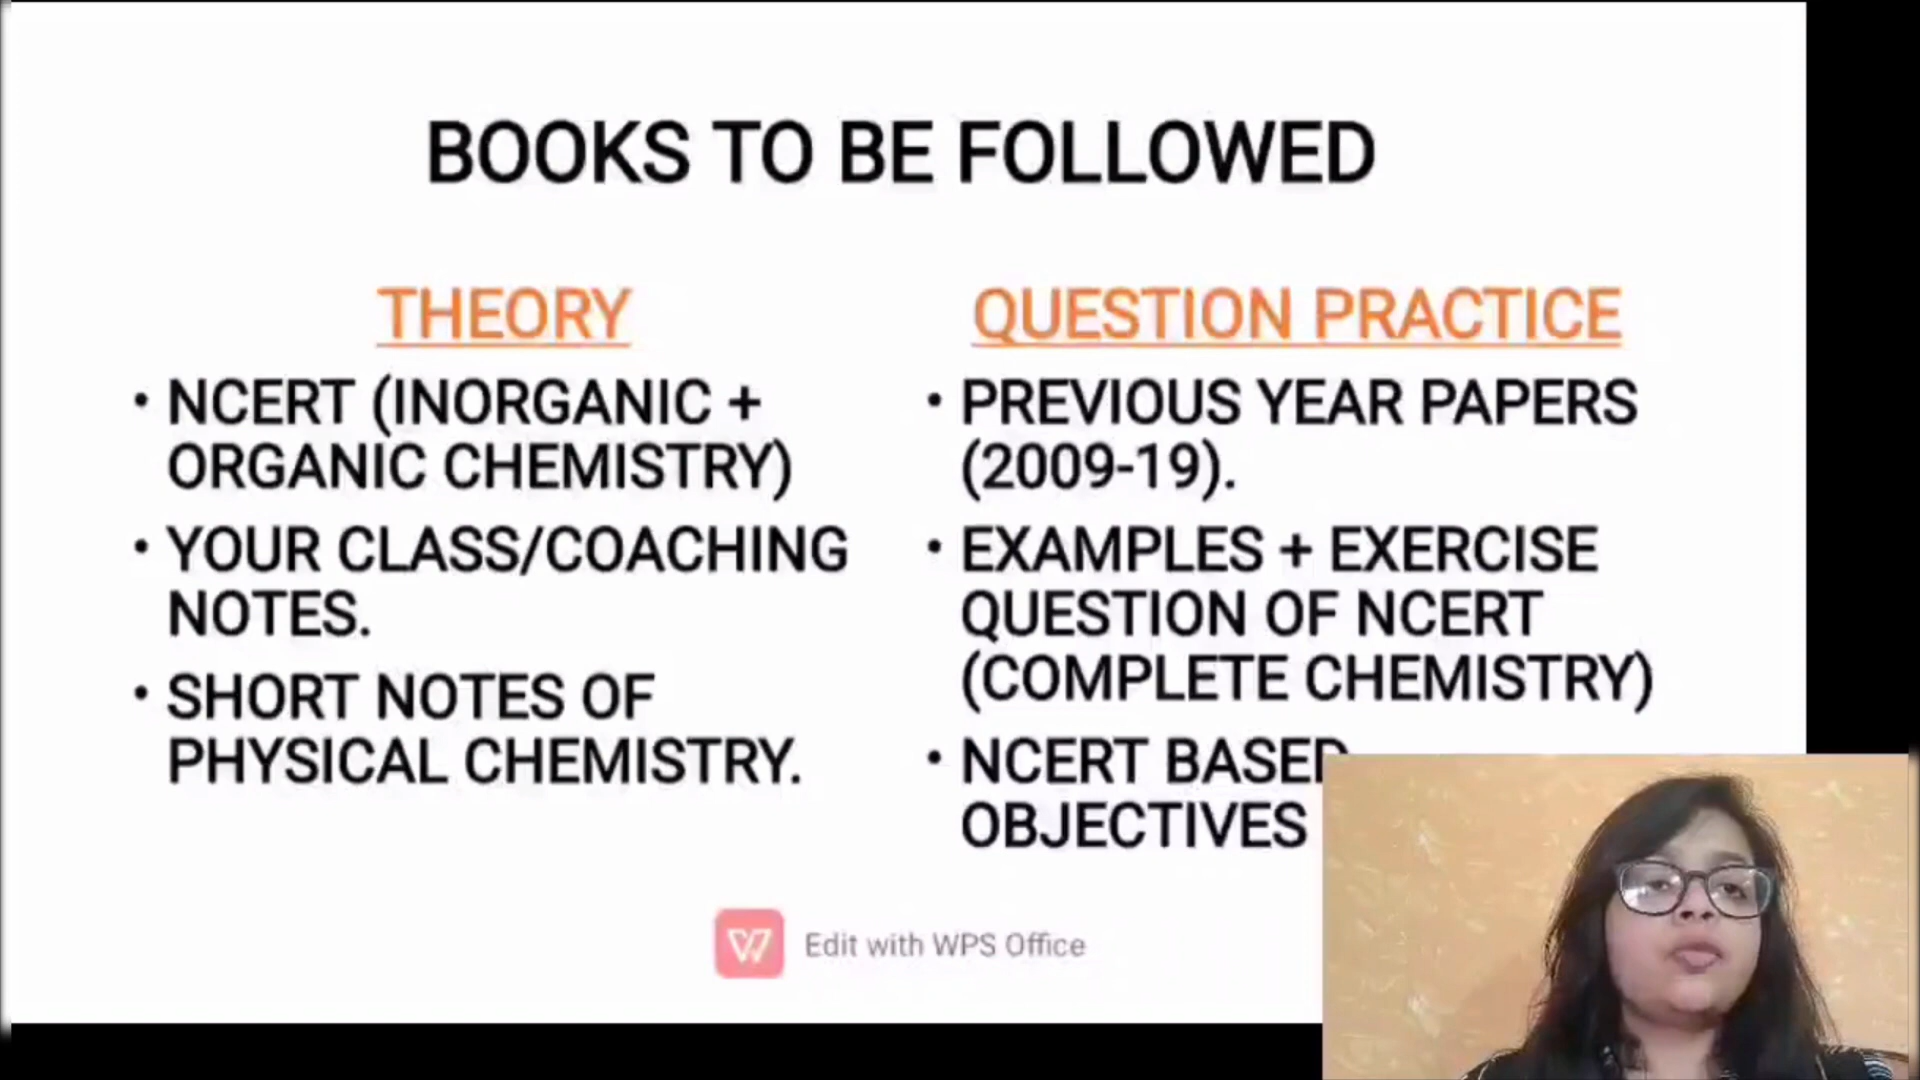 BOOKS TO BE FOLLOWED
THEORY
• NCERT (INORGANIC +
ORGANIC CHEMISTRY)
• YOUR CLASS/COACHING
NOTES.
• SHORT NOTES OF
PHYSICAL CHEMISTRY.
QUESTION PRACTICE
• PREVIOUS YEAR PAPERS
(2009-19).
• EXAMPLES + EXERCISE
QUESTION OF NCERT
(COMPLETE CHEMISTRY)
• NCERT BASED
OBJECTIVES
Edit with WPS Office